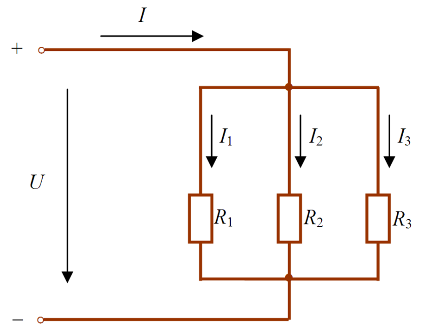 I
+
I1 I2 I3
U
R1 R2 R3
−